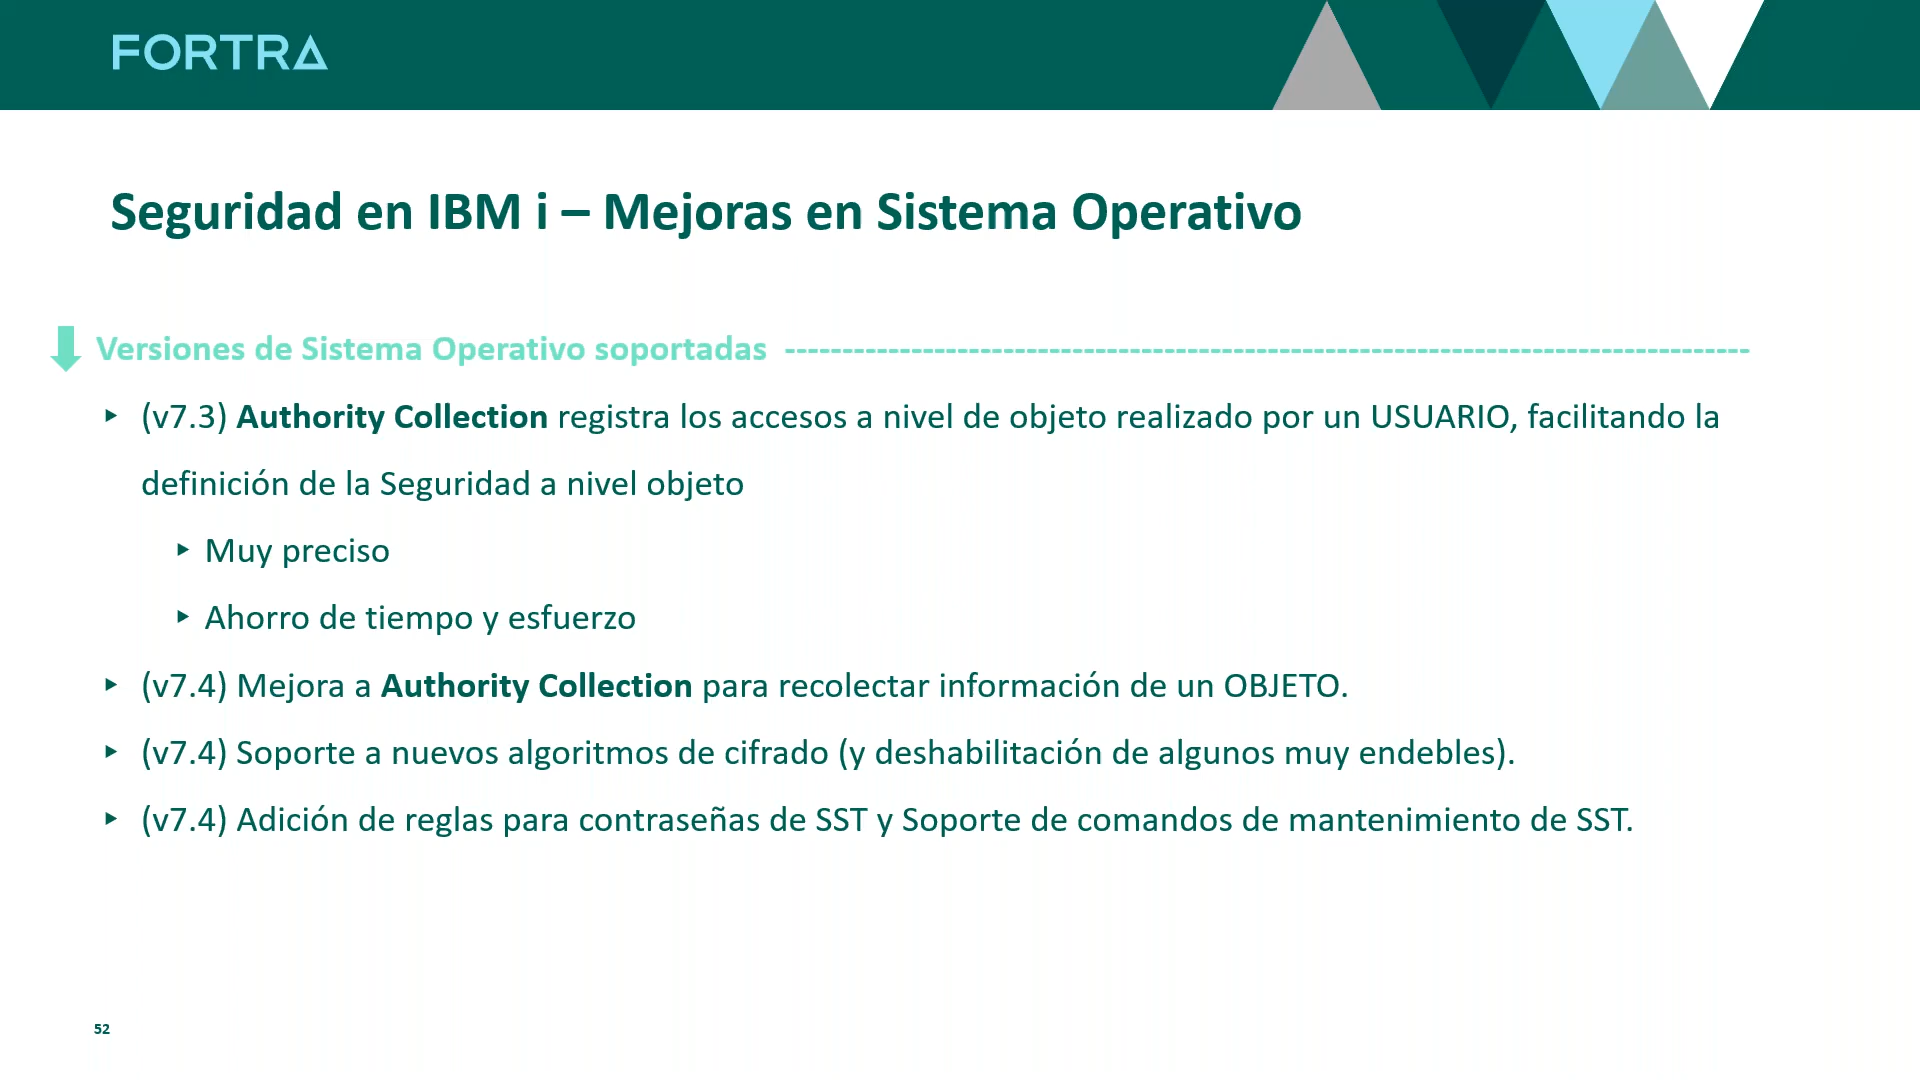 FORTRA
Seguridad en IBM i – Mejoras en Sistema Operativo
Versiones de Sistema Operativo soportadas ------------------------------------------------------------------------------------
(v7.3) Authority Collection registra los accesos a nivel de objeto realizado por un USUARIO, facilitando la
definición de la Seguridad a nivel objeto
Muy preciso
Ahorro de tiempo y esfuerzo
(v7.4) Mejora a Authority Collection para recolectar información de un OBJETO.
(v7.4) Soporte a nuevos algoritmos de cifrado (y deshabilitación de algunos muy endebles).
(v7.4) Adición de reglas para contraseñas de SST y Soporte de comandos de mantenimiento de SST.
52